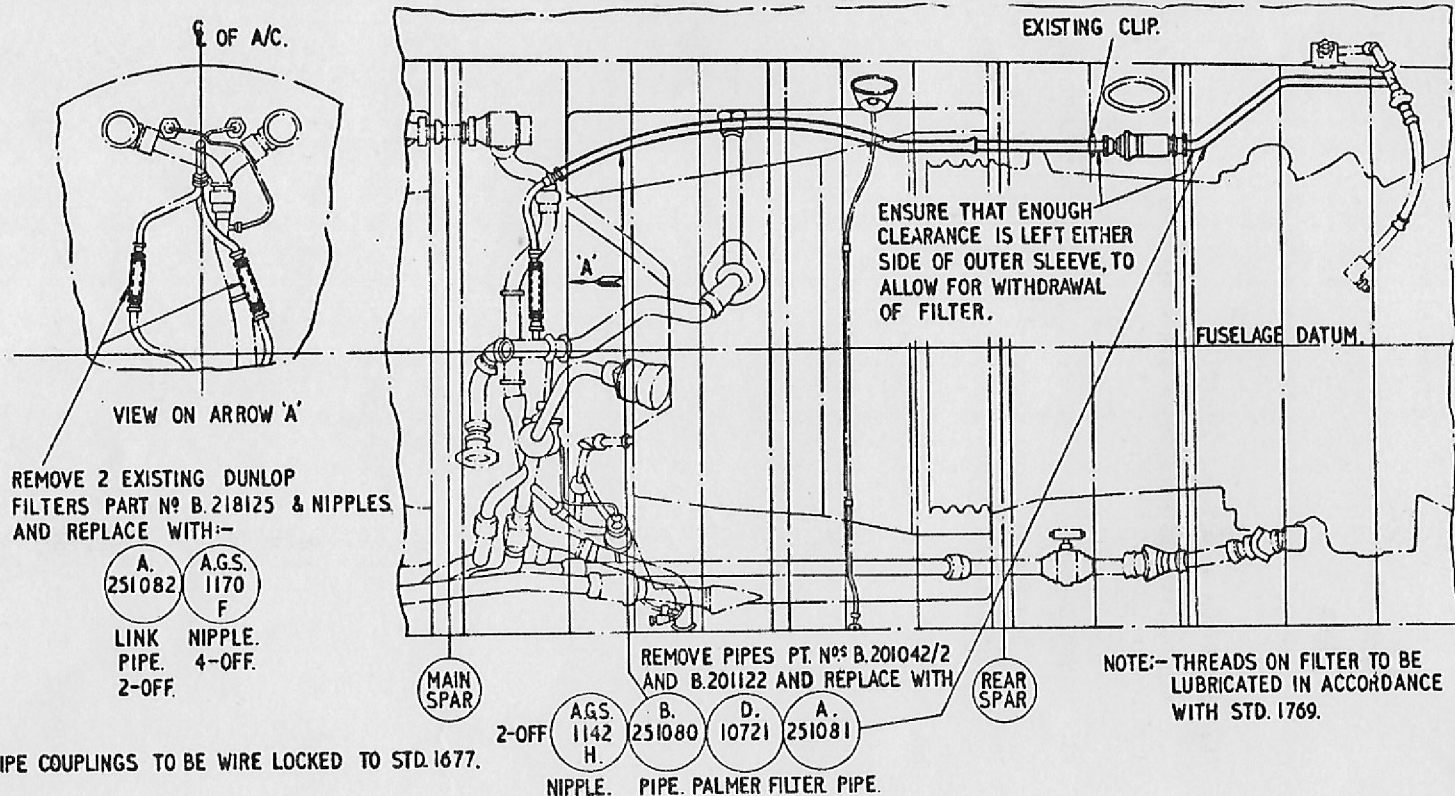 ℄ OF A/C.
VIEW ON ARROW 'A'
REMOVE 2 EXISTING DUNLOP
FILTERS PART Nº B.218125 & NIPPLES
AND REPLACE WITH:-
A.
251082
A.G.S.
1170
F
LINK
PIPE.
2-OFF.
NIPPLE.
4-OFF.
IPE COUPLINGS TO BE WIRE LOCKED TO STD.1677.
EXISTING CLIP.
ENSURE THAT ENOUGH
CLEARANCE IS LEFT EITHER
SIDE OF OUTER SLEEVE, TO
ALLOW FOR WITHDRAWAL
OF FILTER.
'A'
FUSELAGE DATUM.
MAIN
SPAR
REMOVE PIPES PT. NºS B.201042/2
AND B.201122 AND REPLACE WITH
REAR
SPAR
2-OFF
A.G.S.
1142
H.
B.
251080
D.
10721
A.
251081
NIPPLE. PIPE. PALMER FILTER PIPE.
NOTE:- THREADS ON FILTER TO BE
LUBRICATED IN ACCORDANCE
WITH STD. 1769.